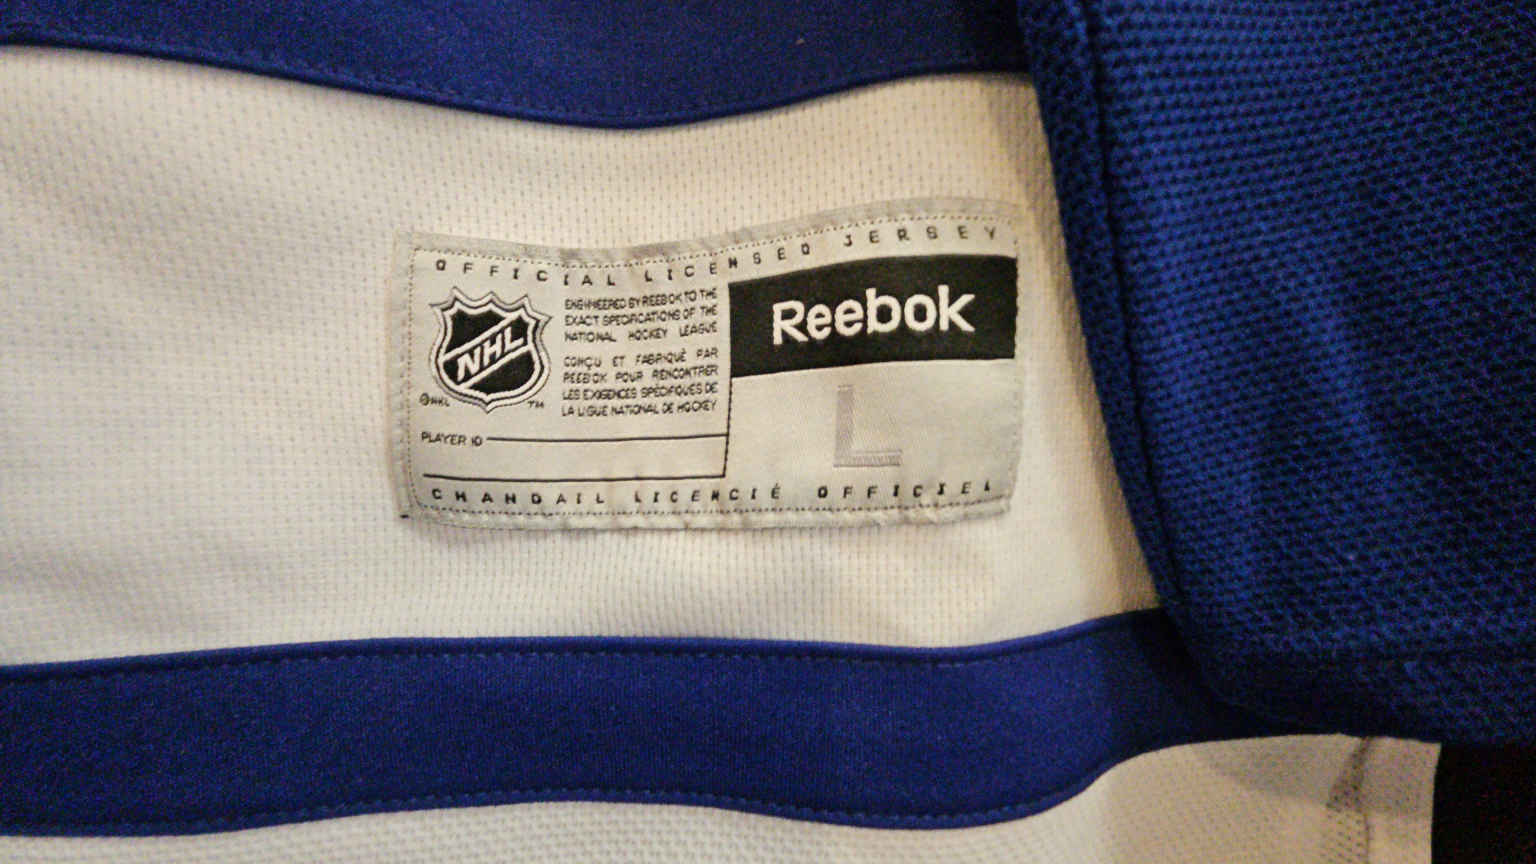 OFFICIAL LICENSED JERSEY
NHL
©NHL
TM
ENGINEERED BY REEBOK TO THE
EXACT SPECIFICATIONS OF THE
NATIONAL HOCKEY LEAGUE
CONÇU ET FABRIQUÉ PAR
REEBOK POUR RENCONTRER
LES EXIGENCES SPÉCIFIQUES DE
LA LIGUE NATIONAL DE HOCKEY
Reebok
L
PLAYER ID
CHANDAIL LICENCIÉ OFFICIEL